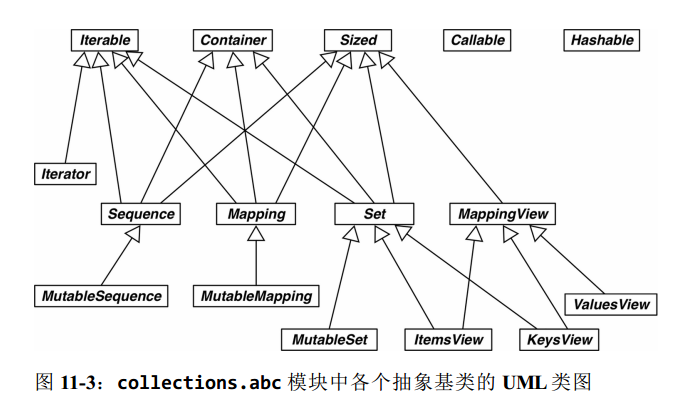 Iterable Container Sized Callable Hashable
Iterator
Sequence Mapping Set MappingView
MutableSequence MutableMapping ValuesView
MutableSet ItemsView KeysView
图 11-3：collections.abc 模块中各个抽象基类的 UML 类图